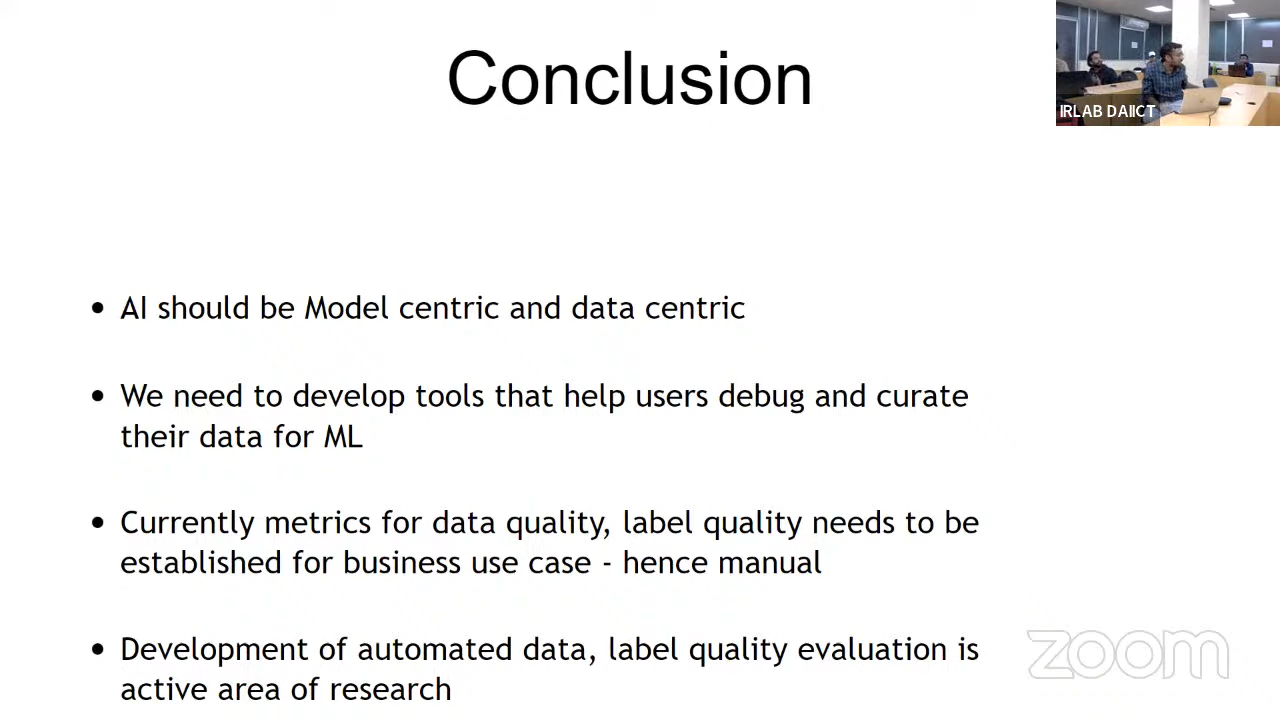 Conclusion
IRLAB DAIICT
• AI should be Model centric and data centric
• We need to develop tools that help users debug and curate
their data for ML
• Currently metrics for data quality, label quality needs to be
established for business use case - hence manual
• Development of automated data, label quality evaluation is
active area of research
zoom